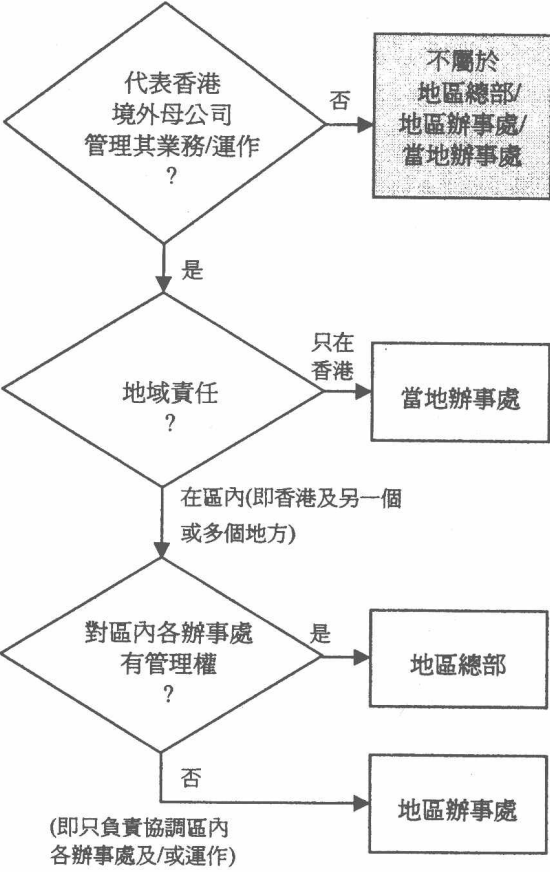 代表香港
境外母公司
管理其業務/運作
?
否
不屬於
地區總部/
地區辦事處/
當地辦事處
是
地域責任
?
只在
香港
當地辦事處
在區內(即香港及另一個
或多個地方)
對區內各辦事處
有管理權
?
是
地區總部
否
(即只負責協調區內
各辦事處及/或運作)
地區辦事處